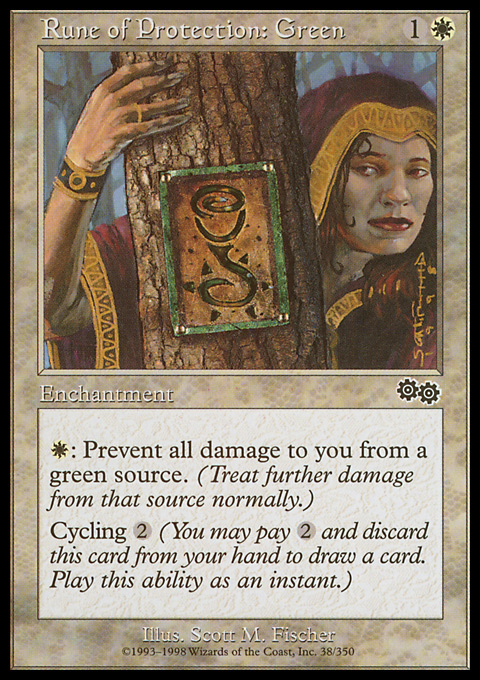 Rune of Protection: Green 1
Enchantment
: Prevent all damage to you from a
green source. (Treat further damage
from that source normally.)
Cycling 2 (You may pay 2 and discard
this card from your hand to draw a card.
Play this ability as an instant.)
Illus. Scott M. Fischer
©1993–1998 Wizards of the Coast, Inc. 38/350